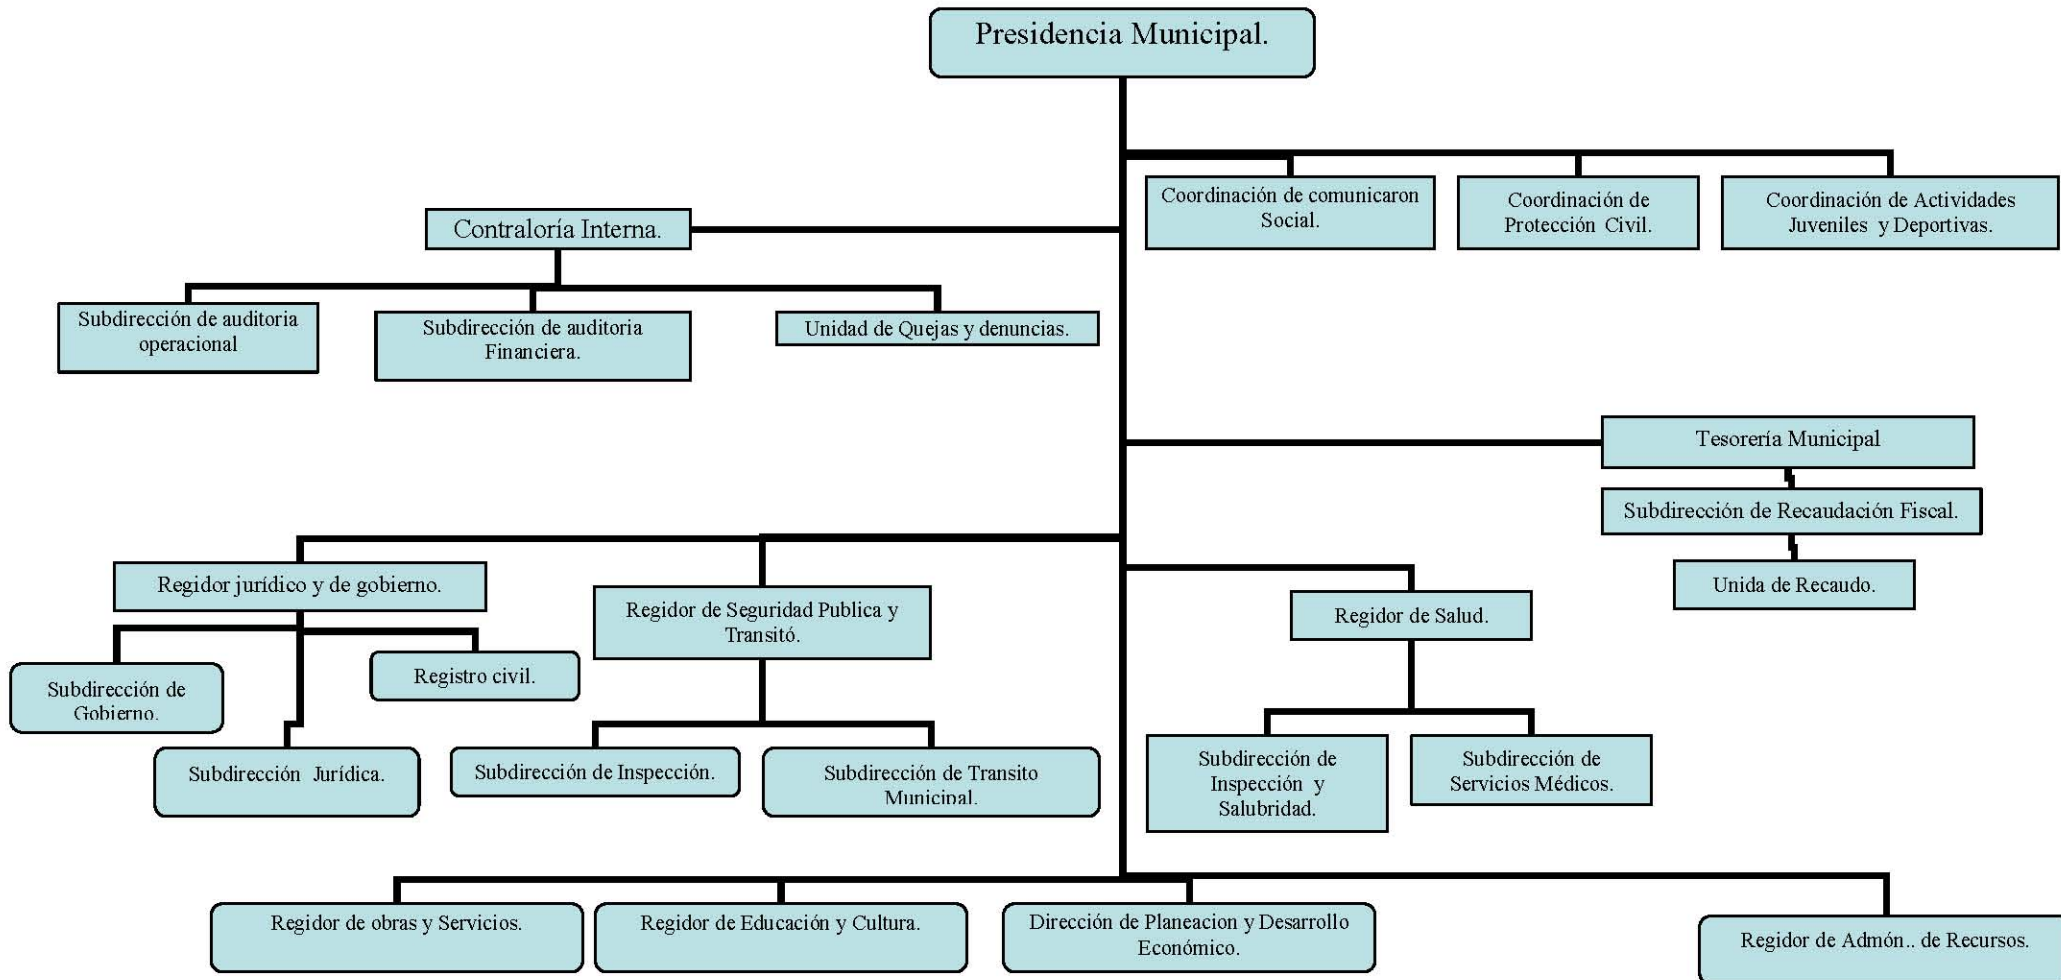 Presidencia Municipal.
Coordinación de comunicaron
Social.
Coordinación de
Protección Civil.
Coordinación de Actividades
Juveniles y Deportivas.
Contraloría Interna.
Subdirección de auditoria
operacional
Subdirección de auditoria
Financiera.
Unidad de Quejas y denuncias.
Tesorería Municipal
Subdirección de Recaudación Fiscal.
Unida de Recaudo.
Regidor jurídico y de gobierno.
Regidor de Seguridad Publica y
Transitó.
Regidor de Salud.
Subdirección de
Gobierno.
Registro civil.
Subdirección Jurídica.
Subdirección de Inspección.
Subdirección de Transito
Municipal.
Subdirección de
Inspección y
Salubridad.
Subdirección de
Servicios Médicos.
Regidor de obras y Servicios.
Regidor de Educación y Cultura.
Dirección de Planeacion y Desarrollo
Económico.
Regidor de Admón.. de Recursos.